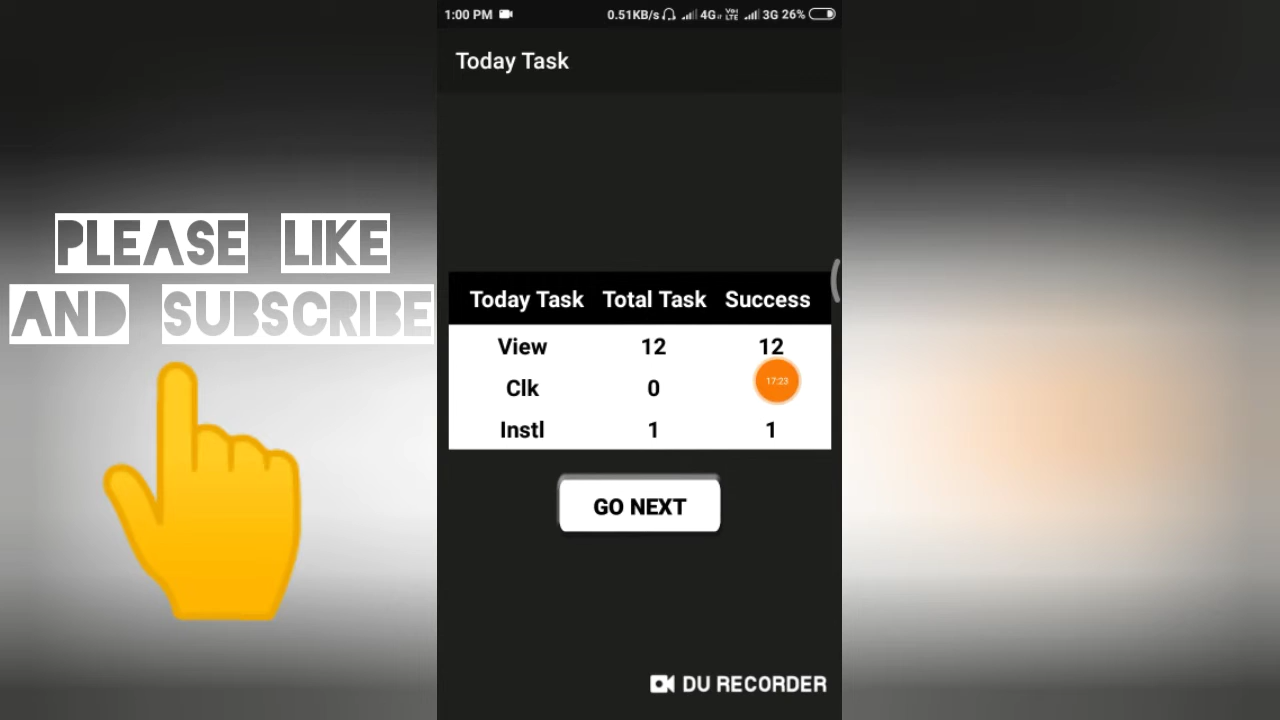 1:00 PM 0.51KB/s 4G VoLTE 3G 26%
Today Task
PLEASE LIKE
AND SUBSCRIBE
Today Task Total Task Success
View 12 12
17:23
Clk 0
Instl 1 1
GO NEXT
DU RECORDER